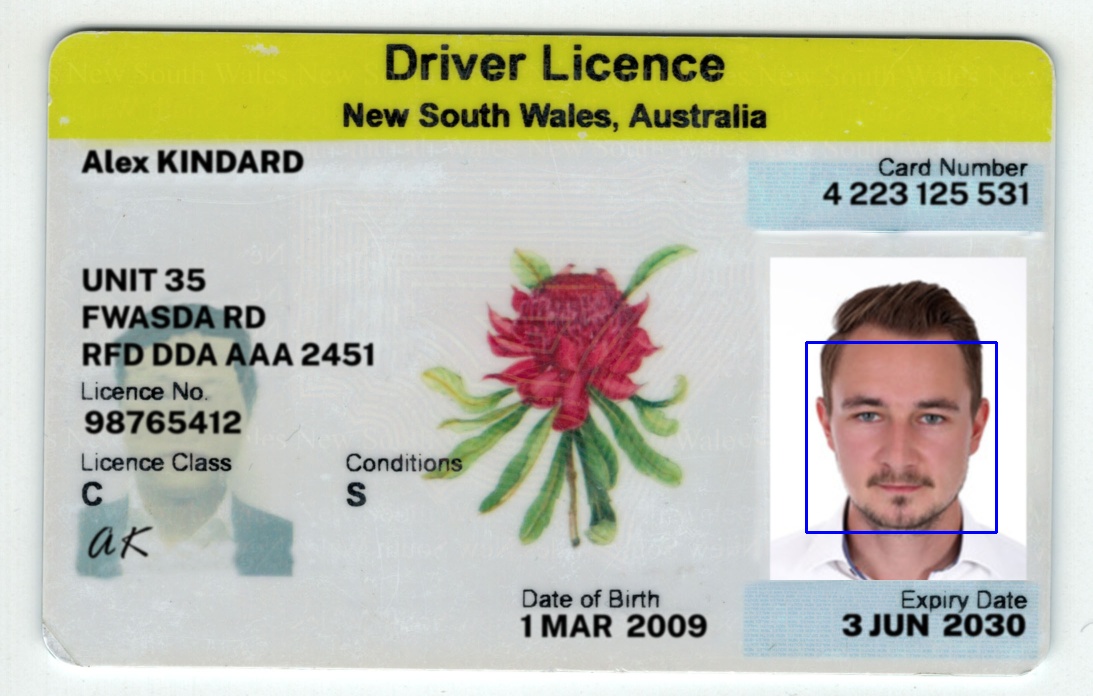 Driver Licence
New South Wales, Australia
Alex KINDARD
Card Number
4 223 125 531
UNIT 35
FWASDA RD
RFD DDA AAA 2451
Licence No.
98765412
Licence Class
Conditions
C
S
aK
Date of Birth
1 MAR 2009
Expiry Date
3 JUN 2030